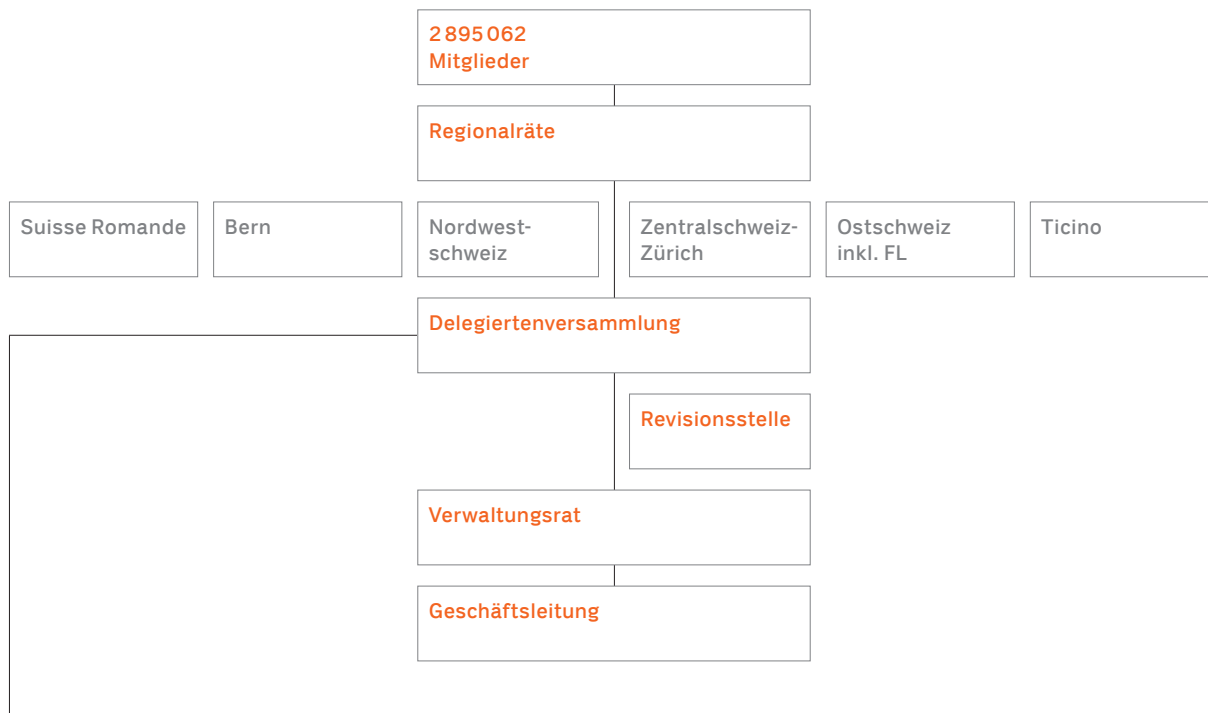 2 895 062
Mitglieder
Regionalräte
Suisse Romande
Bern
Nordwest-
schweiz
Zentralschweiz-
Zürich
Ostschweiz
inkl. FL
Ticino
Delegiertenversammlung
Revisionsstelle
Verwaltungsrat
Geschäftsleitung